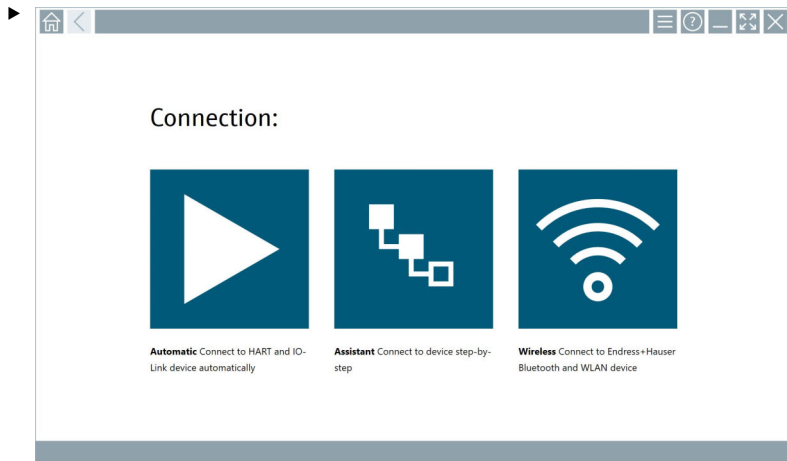 Connection:
Automatic Connect to HART and IO-
Link device automatically
Assistant Connect to device step-by-
step
Wireless Connect to Endress+Hauser
Bluetooth and WLAN device